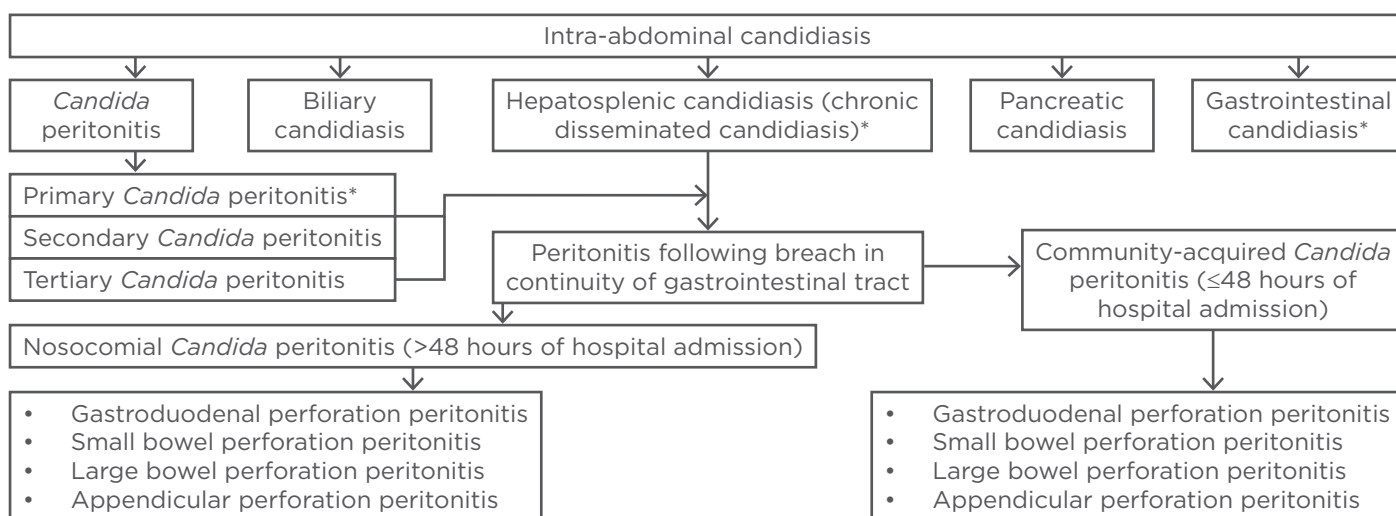 Intra-abdominal candidiasis
Candida
peritonitis
Biliary
candidiasis
Hepatosplenic candidiasis (chronic
disseminated candidiasis)*
Pancreatic
candidiasis
Gastrointestinal
candidiasis*
Primary Candida peritonitis*
Secondary Candida peritonitis
Tertiary Candida peritonitis
Peritonitis following breach in
continuity of gastrointestinal tract
Community-acquired Candida
peritonitis (≤48 hours of
hospital admission)
Nosocomial Candida peritonitis (>48 hours of hospital admission)
• Gastroduodenal perforation peritonitis
• Small bowel perforation peritonitis
• Large bowel perforation peritonitis
• Appendicular perforation peritonitis
• Gastroduodenal perforation peritonitis
• Small bowel perforation peritonitis
• Large bowel perforation peritonitis
• Appendicular perforation peritonitis